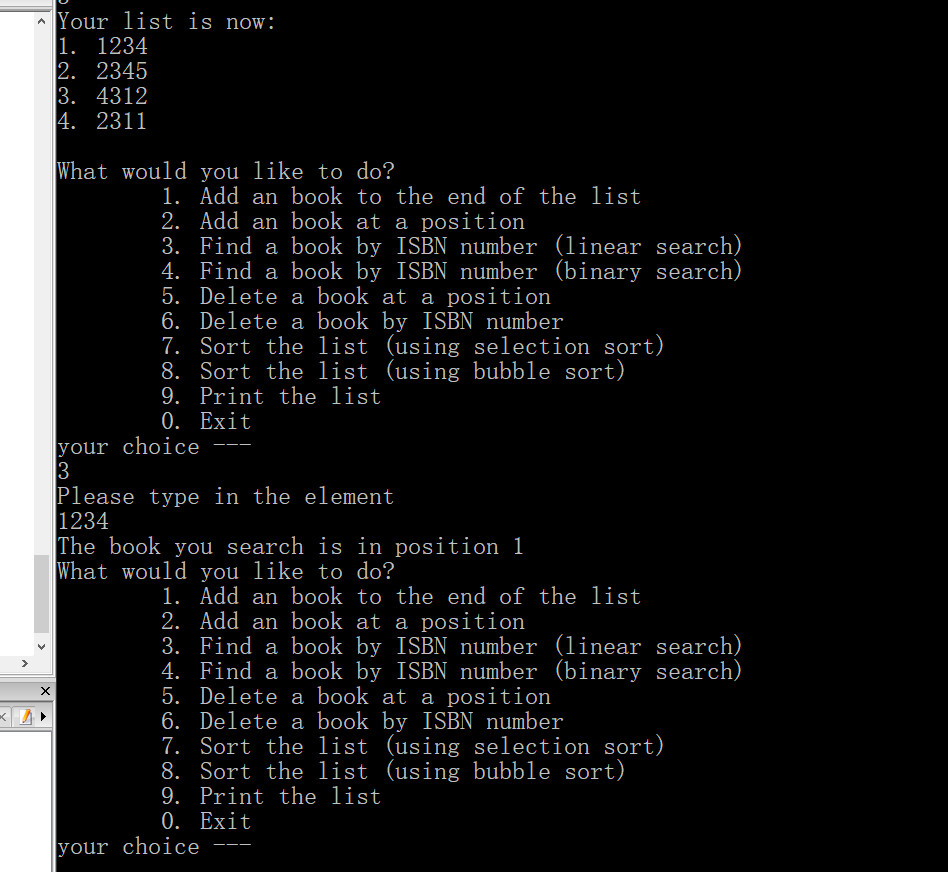 Your list is now:
1. 1234
2. 2345
3. 4312
4. 2311
What would you like to do?
1. Add an book to the end of the list
2. Add an book at a position
3. Find a book by ISBN number (linear search)
4. Find a book by ISBN number (binary search)
5. Delete a book at a position
6. Delete a book by ISBN number
7. Sort the list (using selection sort)
8. Sort the list (using bubble sort)
9. Print the list
0. Exit
your choice ---
3
Please type in the element
1234
The book you search is in position 1
What would you like to do?
1. Add an book to the end of the list
2. Add an book at a position
3. Find a book by ISBN number (linear search)
4. Find a book by ISBN number (binary search)
5. Delete a book at a position
6. Delete a book by ISBN number
7. Sort the list (using selection sort)
8. Sort the list (using bubble sort)
9. Print the list
0. Exit
your choice ---